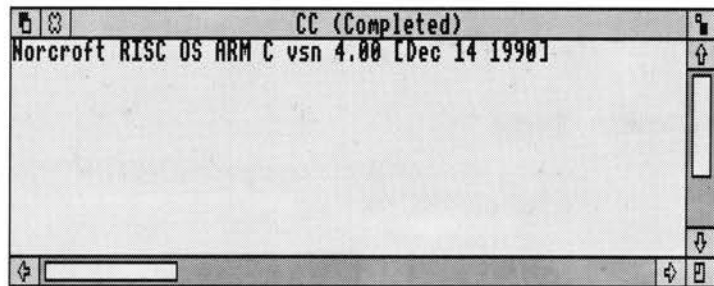 CC (Completed)
Norcroft RISC OS ARM C vsn 4.00 [Dec 14 1990]